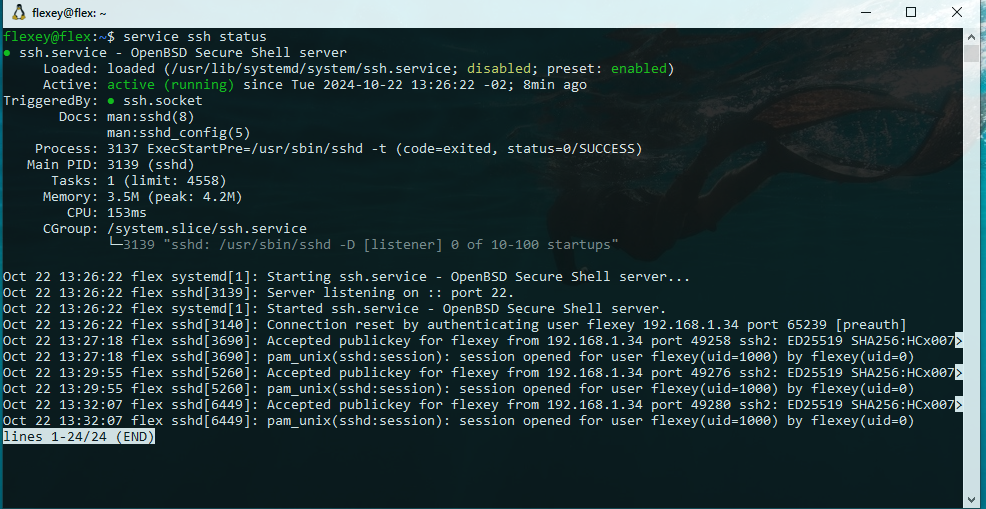 flexey@flex: ~
flexey@flex:~$ service ssh status
● ssh.service - OpenBSD Secure Shell server
     Loaded: loaded (/usr/lib/systemd/system/ssh.service; disabled; preset: enabled)
     Active: active (running) since Tue 2024-10-22 13:26:22 -02; 8min ago
TriggeredBy: ● ssh.socket
       Docs: man:sshd(8)
             man:sshd_config(5)
    Process: 3137 ExecStartPre=/usr/sbin/sshd -t (code=exited, status=0/SUCCESS)
   Main PID: 3139 (sshd)
      Tasks: 1 (limit: 4558)
     Memory: 3.5M (peak: 4.2M)
        CPU: 153ms
     CGroup: /system.slice/ssh.service
             └─3139 "sshd: /usr/sbin/sshd -D [listener] 0 of 10-100 startups"
Oct 22 13:26:22 flex systemd[1]: Starting ssh.service - OpenBSD Secure Shell server...
Oct 22 13:26:22 flex sshd[3139]: Server listening on :: port 22.
Oct 22 13:26:22 flex systemd[1]: Started ssh.service - OpenBSD Secure Shell server.
Oct 22 13:26:22 flex sshd[3140]: Connection reset by authenticating user flexey 192.168.1.34 port 65239 [preauth]
Oct 22 13:27:18 flex sshd[3690]: Accepted publickey for flexey from 192.168.1.34 port 49258 ssh2: ED25519 SHA256:HCx007>
Oct 22 13:27:18 flex sshd[3690]: pam_unix(sshd:session): session opened for user flexey(uid=1000) by flexey(uid=0)
Oct 22 13:29:55 flex sshd[5260]: Accepted publickey for flexey from 192.168.1.34 port 49276 ssh2: ED25519 SHA256:HCx007>
Oct 22 13:29:55 flex sshd[5260]: pam_unix(sshd:session): session opened for user flexey(uid=1000) by flexey(uid=0)
Oct 22 13:32:07 flex sshd[6449]: Accepted publickey for flexey from 192.168.1.34 port 49280 ssh2: ED25519 SHA256:HCx007>
Oct 22 13:32:07 flex sshd[6449]: pam_unix(sshd:session): session opened for user flexey(uid=1000) by flexey(uid=0)
lines 1-24/24 (END)